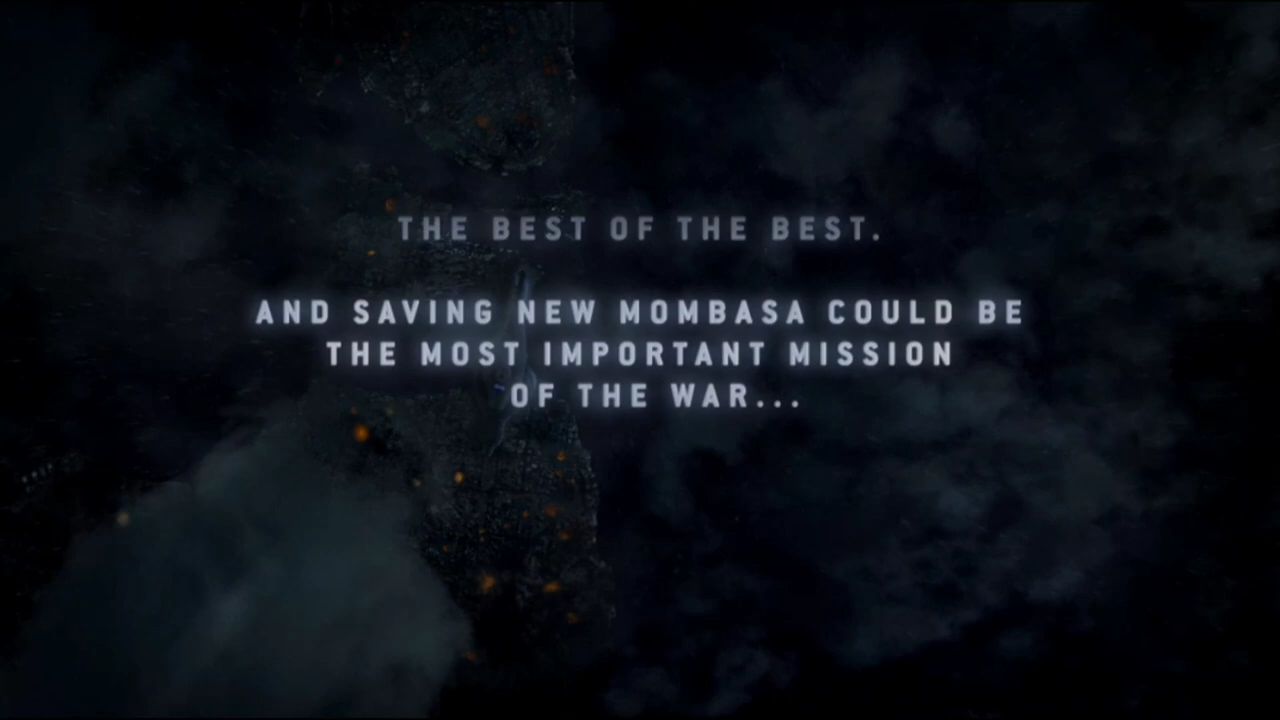 THE BEST OF THE BEST.
AND SAVING NEW MOMBASA COULD BE
THE MOST IMPORTANT MISSION
OF THE WAR...